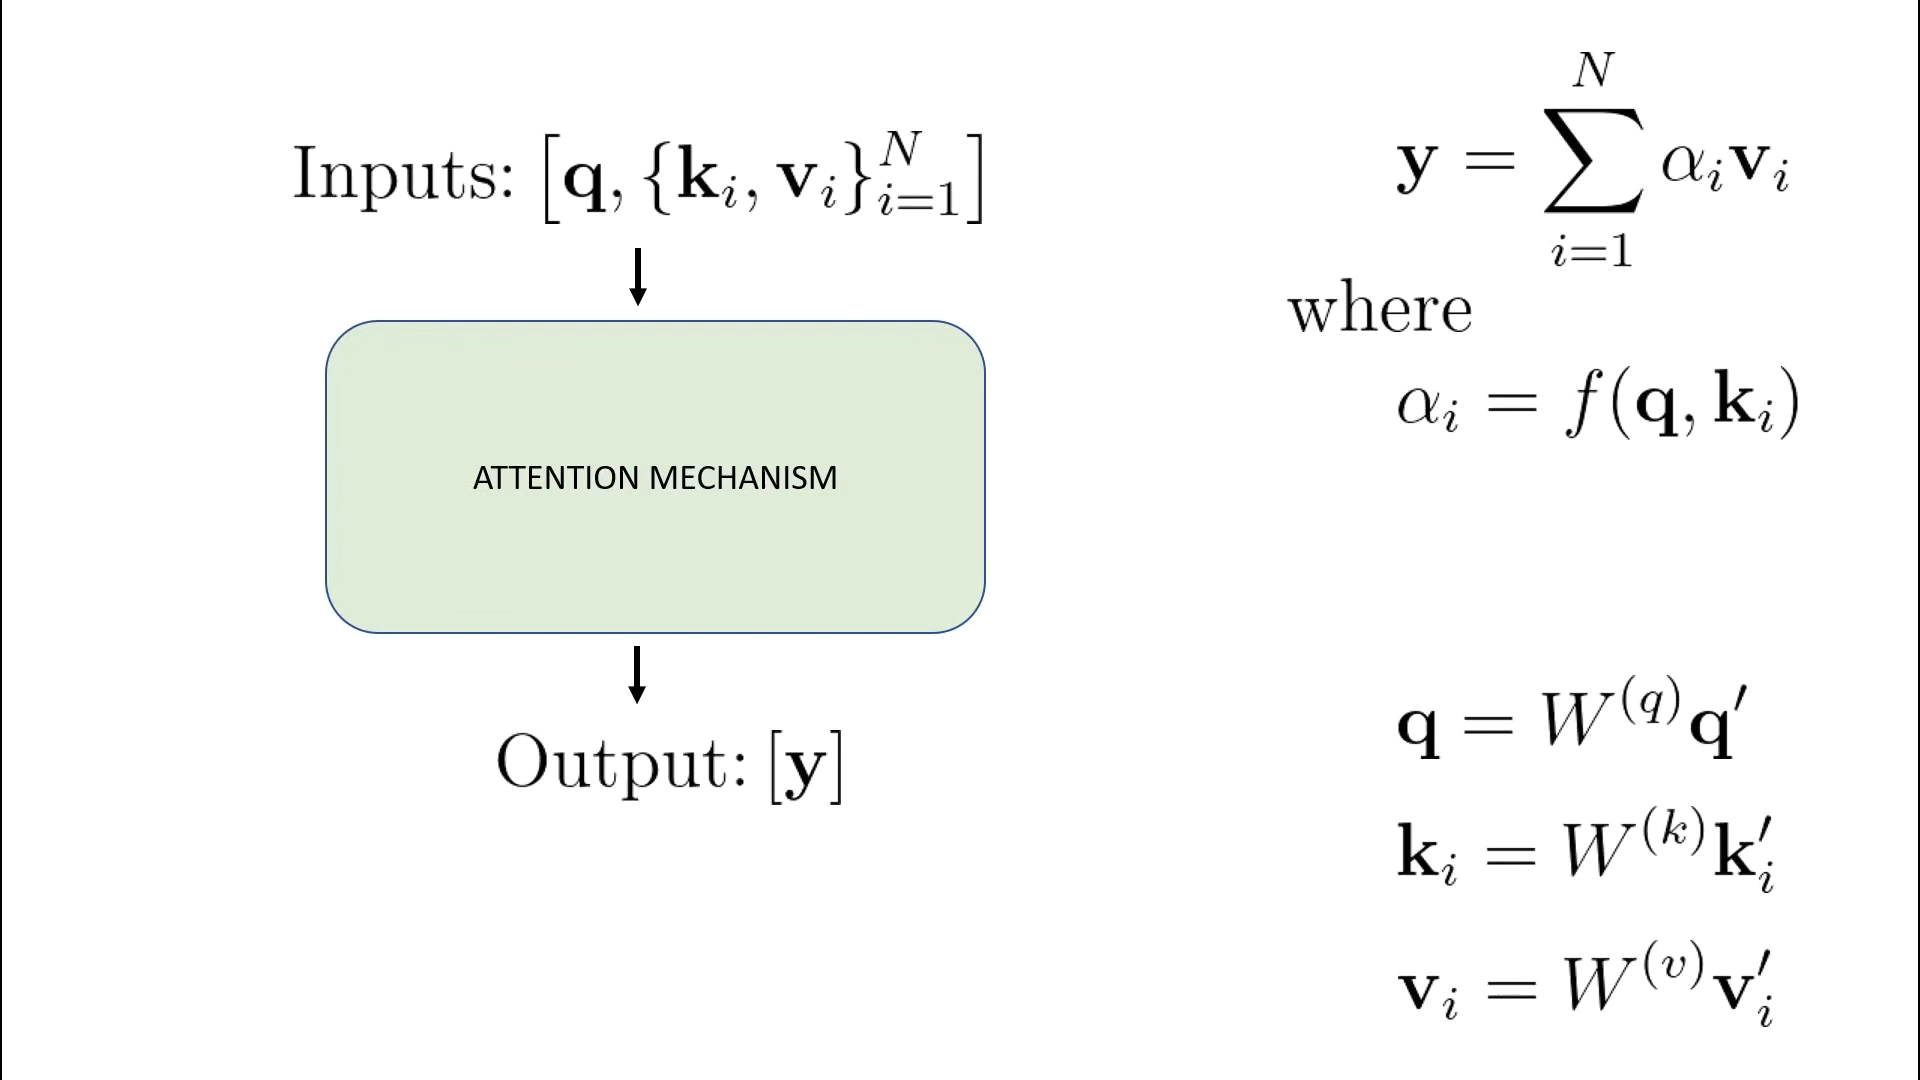 Inputs: [q, {k_i, v_i}_{i=1}^N]
ATTENTION MECHANISM
Output: [y]
y = \sum_{i=1}^{N} α_i v_i
where
α_i = f(q, k_i)
q = W^{(q)} q′
k_i = W^{(k)} k′_i
v_i = W^{(v)} v′_i